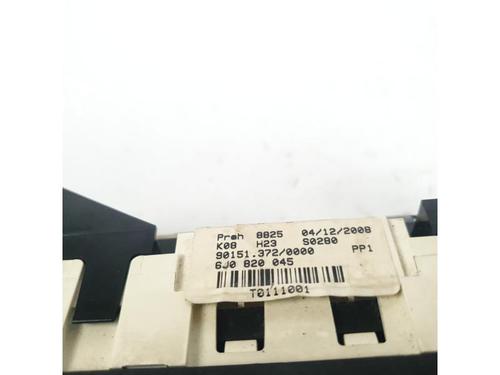 Preh 8825 04/12/2008
K08 H23 S0280
90151.372/0000 PP1
6J0 820 045
T0111001